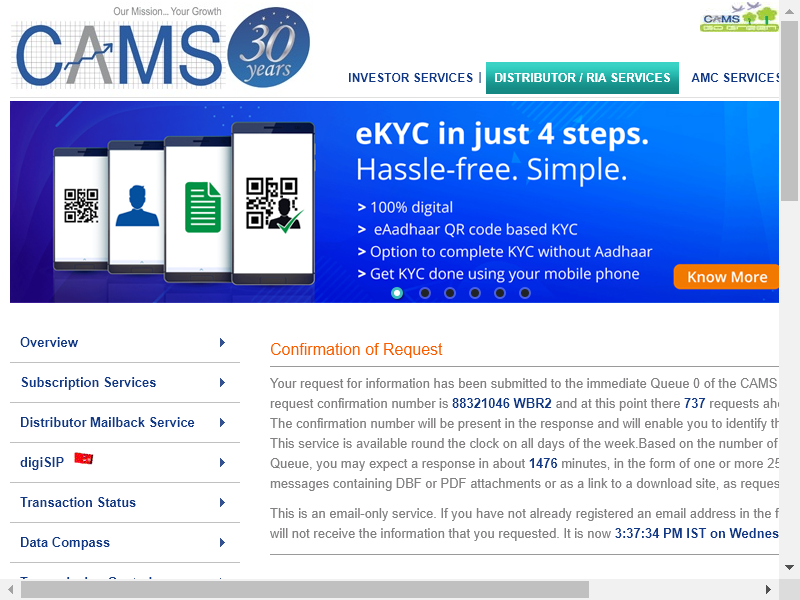 Our Mission... Your Growth
CAMS
30
years
CAMS
GO GREEN
INVESTOR SERVICES |
DISTRIBUTOR / RIA SERVICES
AMC SERVICES
eKYC in just 4 steps.
Hassle-free. Simple.
> 100% digital
> eAadhaar QR code based KYC
> Option to complete KYC without Aadhaar
> Get KYC done using your mobile phone
Know More
Overview
Subscription Services
Distributor Mailback Service
digiSIP
Transaction Status
Data Compass
Confirmation of Request
Your request for information has been submitted to the immediate Queue 0 of the CAMS
request confirmation number is 88321046 WBR2 and at this point there 737 requests ah
The confirmation number will be present in the response and will enable you to identify th
This service is available round the clock on all days of the week.Based on the number of
Queue, you may expect a response in about 1476 minutes, in the form of one or more 25
messages containing DBF or PDF attachments or as a link to a download site, as reques
This is an email-only service. If you have not already registered an email address in the f
will not receive the information that you requested. It is now 3:37:34 PM IST on Wednes